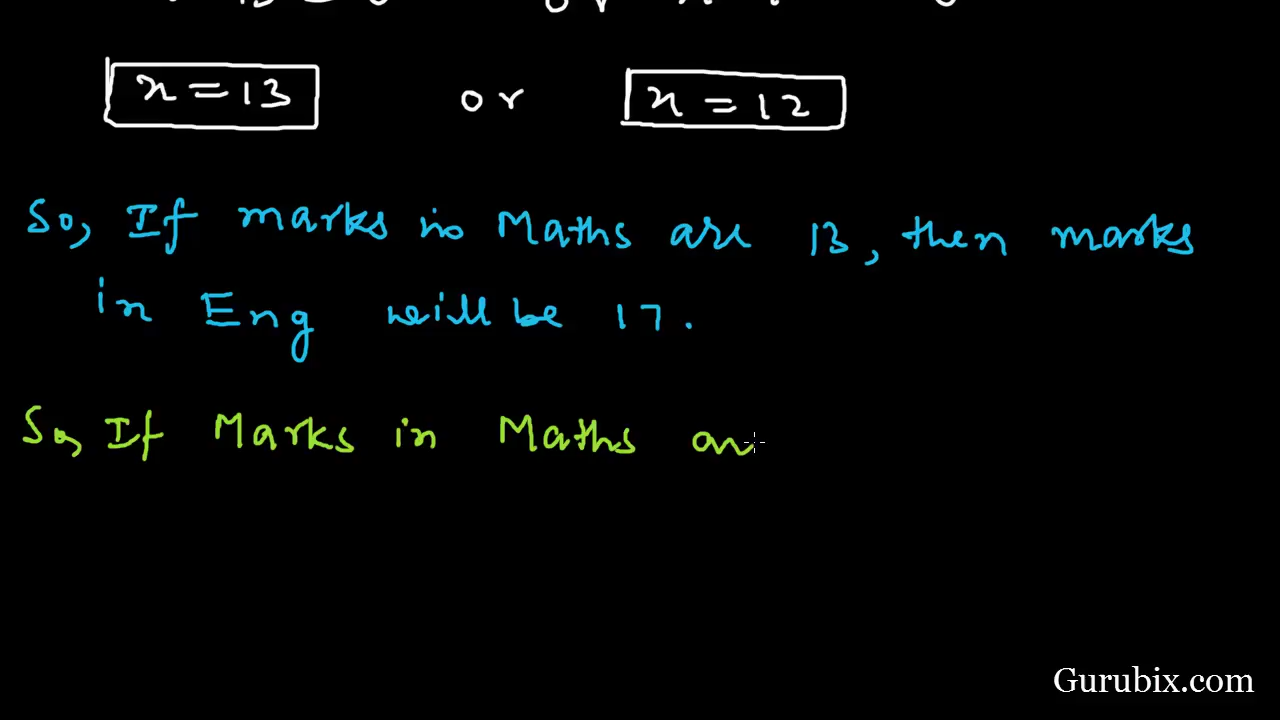 x = 13 or x = 12
So, If marks in Maths are 13, then marks
in Eng will be 17.
So, If Marks in Maths
Gurubix.com